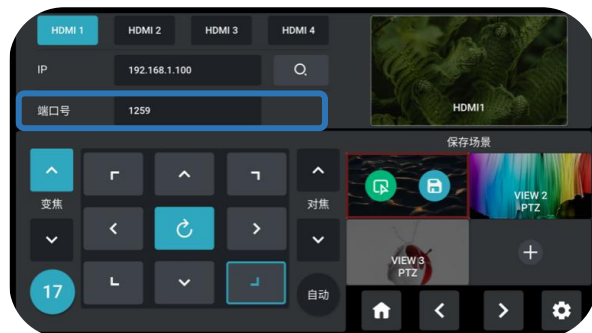 HDMI 1
HDMI 2
HDMI 3
HDMI 4
IP
192.168.1.100
端口号
1259
HDMI1
保存场景
变焦
对焦
17
自动
VIEW 2
PTZ
VIEW 3
PTZ